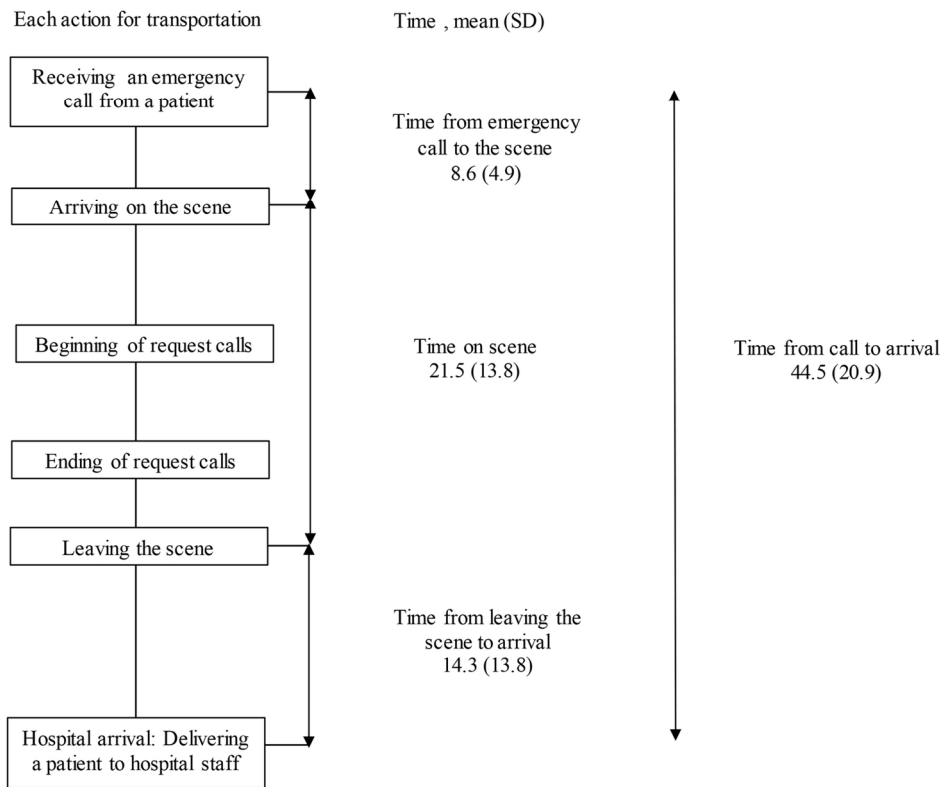 Each action for transportation
Time , mean (SD)
Receiving an emergency
call from a patient
Time from emergency
call to the scene
8.6 (4.9)
Arriving on the scene
Beginning of request calls
Time on scene
21.5 (13.8)
Time from call to arrival
44.5 (20.9)
Ending of request calls
Leaving the scene
Time from leaving the
scene to arrival
14.3 (13.8)
Hospital arrival: Delivering
a patient to hospital staff